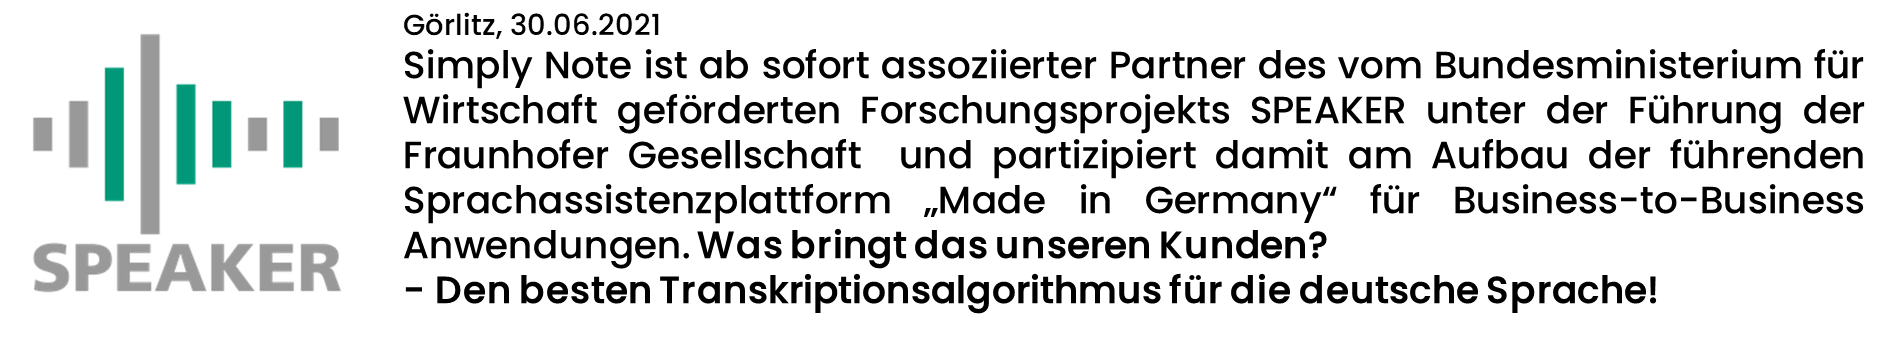 SPEAKER
Görlitz, 30.06.2021
Simply Note ist ab sofort assoziierter Partner des vom Bundesministerium für
Wirtschaft geförderten Forschungsprojekts SPEAKER unter der Führung der
Fraunhofer Gesellschaft und partizipiert damit am Aufbau der führenden
Sprachassistenzplattform „Made in Germany“ für Business-to-Business
Anwendungen. Was bringt das unseren Kunden?
- Den besten Transkriptionsalgorithmus für die deutsche Sprache!